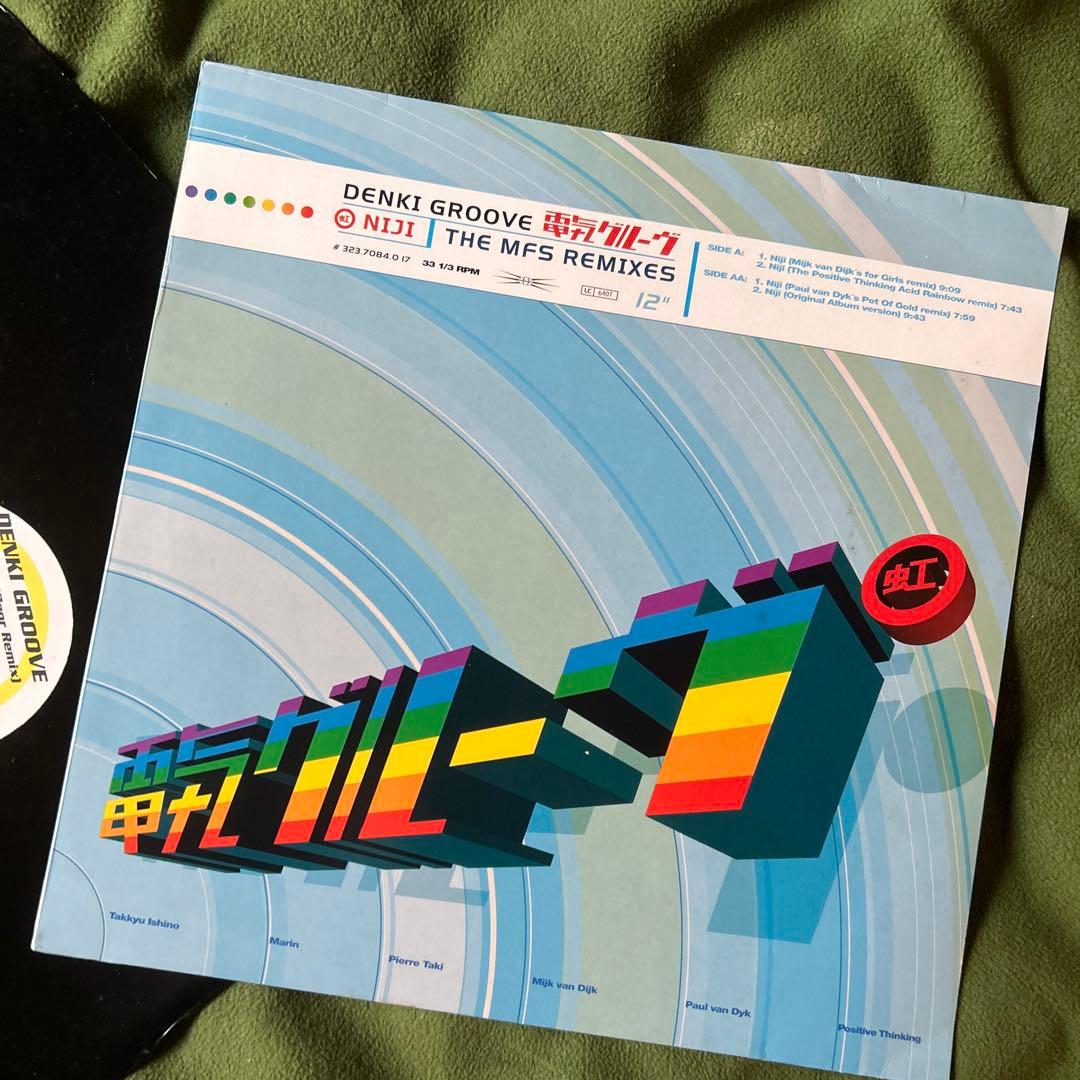 DENKI GROOVE 電気グルーヴ
虹 NIJI
THE MFS REMIXES
# 323.7084.0 17
33 1/3 RPM
LC 6407
12"
SIDE A: 1. Niji (Mijk van Dijk´s for Girls remix) 9:09
2. Niji (The Positive Thinking Acid Rainbow remix) 7:43
SIDE AA: 1. Niji (Paul van Dyk´s Pot Of Gold remix) 7:59
2. Niji (Original Album version) 9:43
虹
電気グルーヴ
Takkyu Ishino
Marin
Pierre Taki
Mijk van Dijk
Paul van Dyk
Positive Thinking
DENKI GROOVE
Remix)